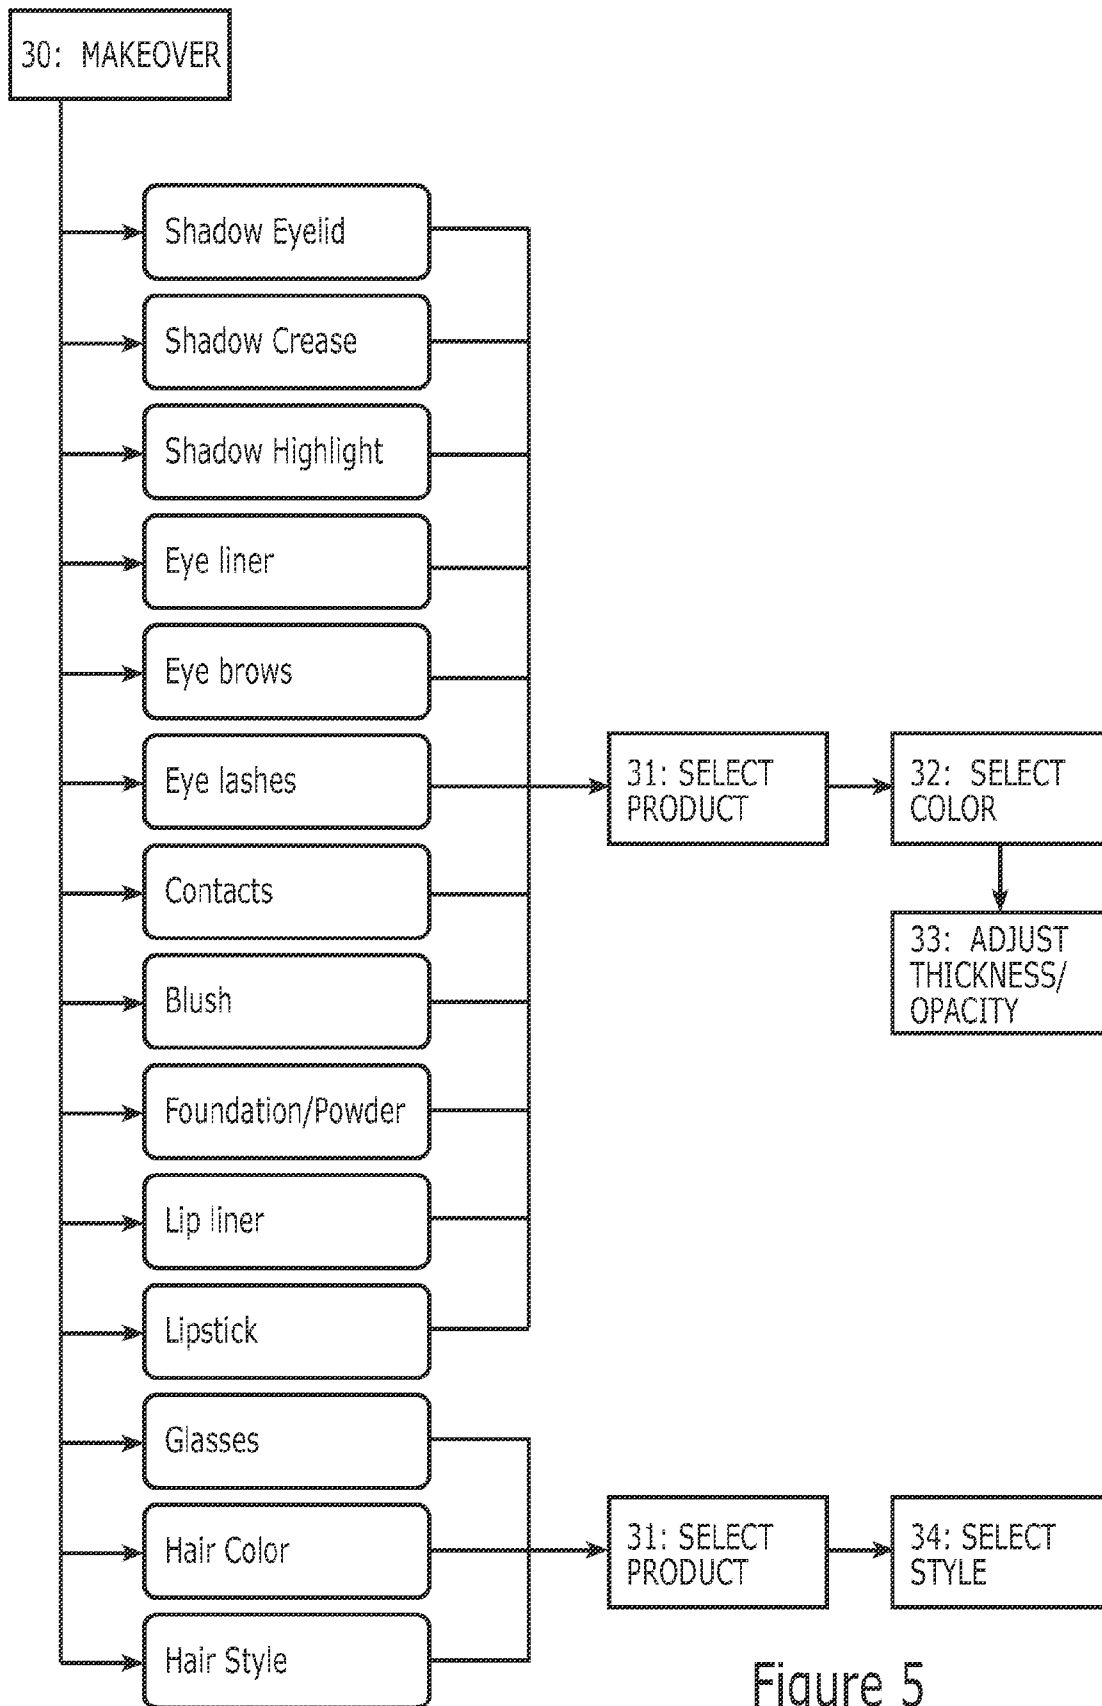 30: MAKEOVER
Shadow Eyelid
Shadow Crease
Shadow Highlight
Eye liner
Eye brows
Eye lashes
31: SELECT
PRODUCT
32: SELECT
COLOR
33: ADJUST
THICKNESS/
OPACITY
Contacts
Blush
Foundation/Powder
Lip liner
Lipstick
Glasses
Hair Color
Hair Style
31: SELECT
PRODUCT
34: SELECT
STYLE
Figure 5